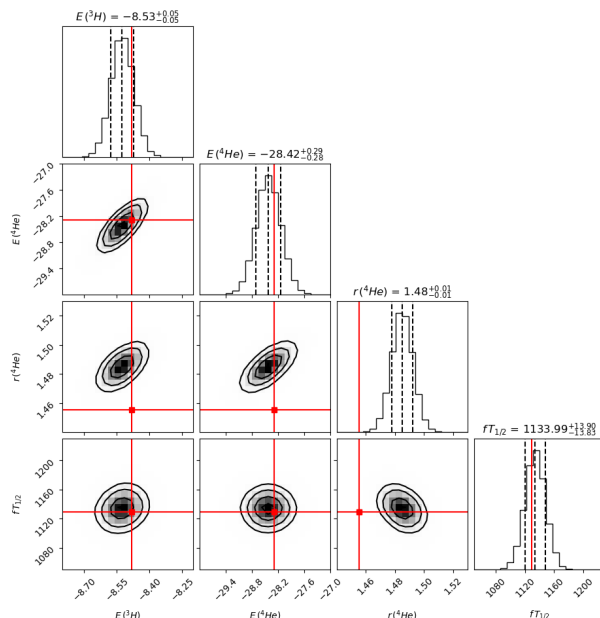 E(³H) = −8.53 +0.05 −0.05
E(⁴He) = −28.42 +0.29 −0.28
−27.0
−27.6
−28.2
−28.8
−29.4
E(⁴He)
r(⁴He) = 1.48 +0.01 −0.01
1.52
1.50
1.48
1.46
r(⁴He)
fT1/2 = 1133.99 +13.90 −13.83
1200
1160
1120
1080
fT1/2
−8.70 −8.55 −8.40 −8.25
−29.4 −28.8 −28.2 −27.6 −27.0
1.46 1.48 1.50 1.52
1080 1120 1160 1200
E(³H) E(⁴He) r(⁴He) fT1/2